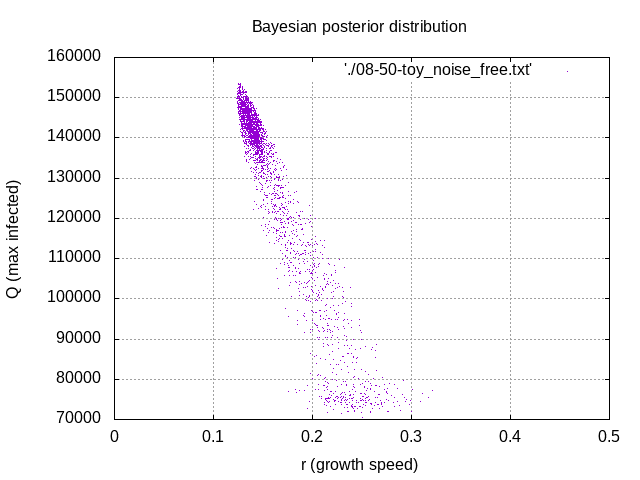 Bayesian posterior distribution
'./08-50-toy_noise_free.txt'
160000
150000
140000
130000
120000
110000
100000
90000
80000
70000
Q (max infected)
0 0.1 0.2 0.3 0.4 0.5
r (growth speed)